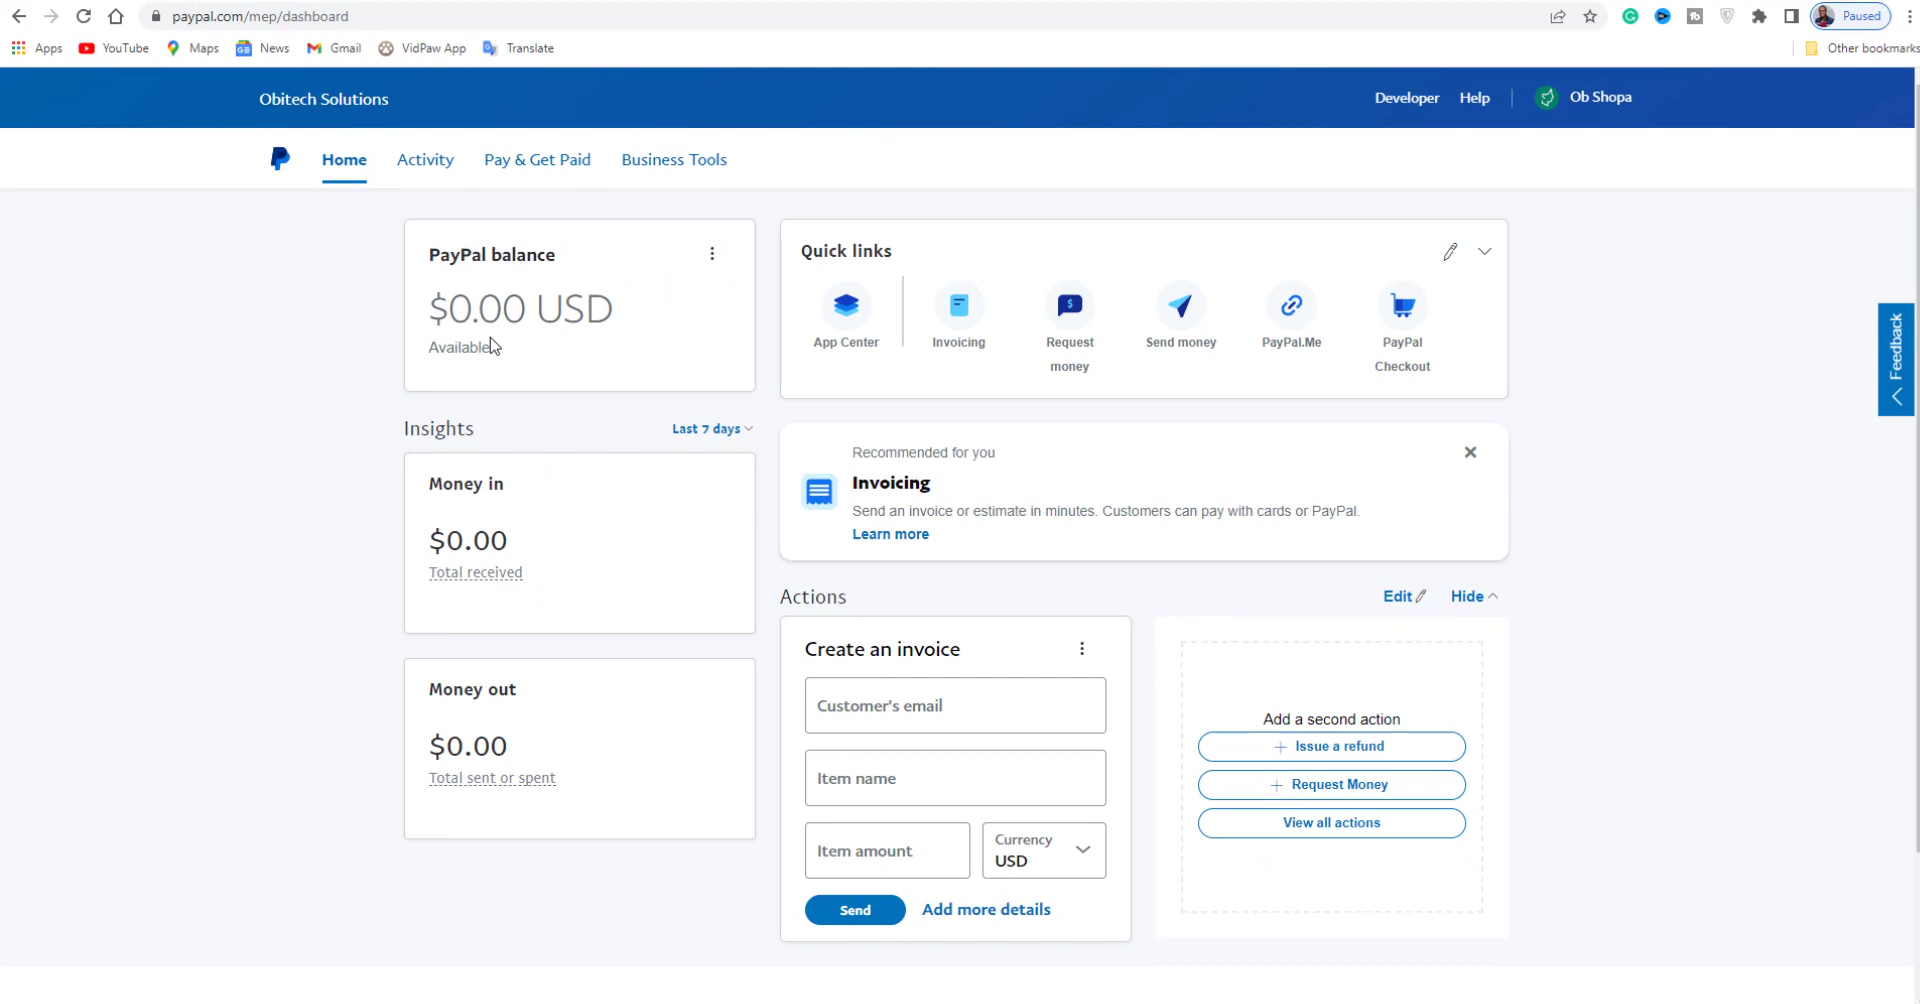 paypal.com/mep/dashboard
Paused
Apps
YouTube
Maps
News
Gmail
VidPaw App
Translate
Other bookmarks
Obitech Solutions
Developer
Help
Ob Shopa
Home
Activity
Pay & Get Paid
Business Tools
PayPal balance
$0.00 USD
Available
Quick links
App Center
Invoicing
Request
money
Send money
PayPal.Me
PayPal
Checkout
Feedback
Insights
Last 7 days
Money in
$0.00
Total received
Money out
$0.00
Total sent or spent
Recommended for you
Invoicing
Send an invoice or estimate in minutes. Customers can pay with cards or PayPal.
Learn more
Actions
Edit
Hide
Create an invoice
Customer's email
Item name
Item amount
Currency
USD
Send
Add more details
Add a second action
Issue a refund
Request Money
View all actions